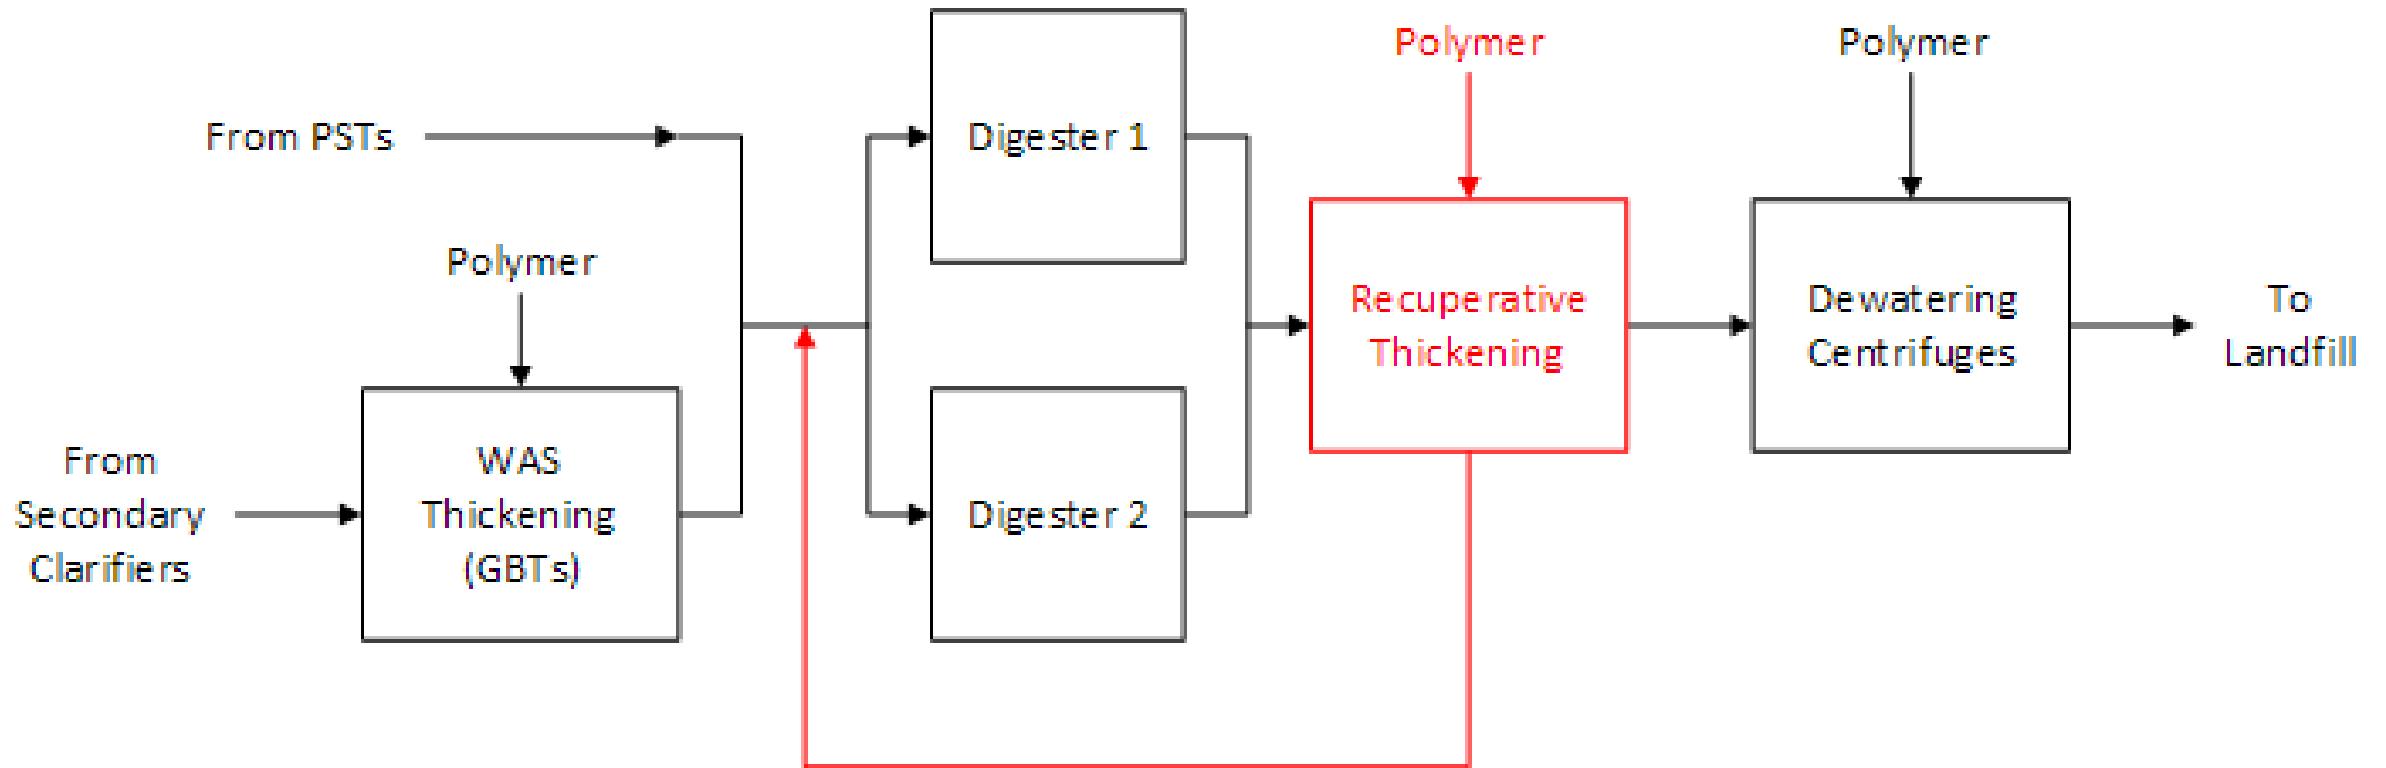 Polymer
Polymer
From PSTs
Digester 1
Polymer
Recuperative
Thickening
Dewatering
Centrifuges
To
Landfill
From
Secondary
Clarifiers
WAS
Thickening
(GBTs)
Digester 2